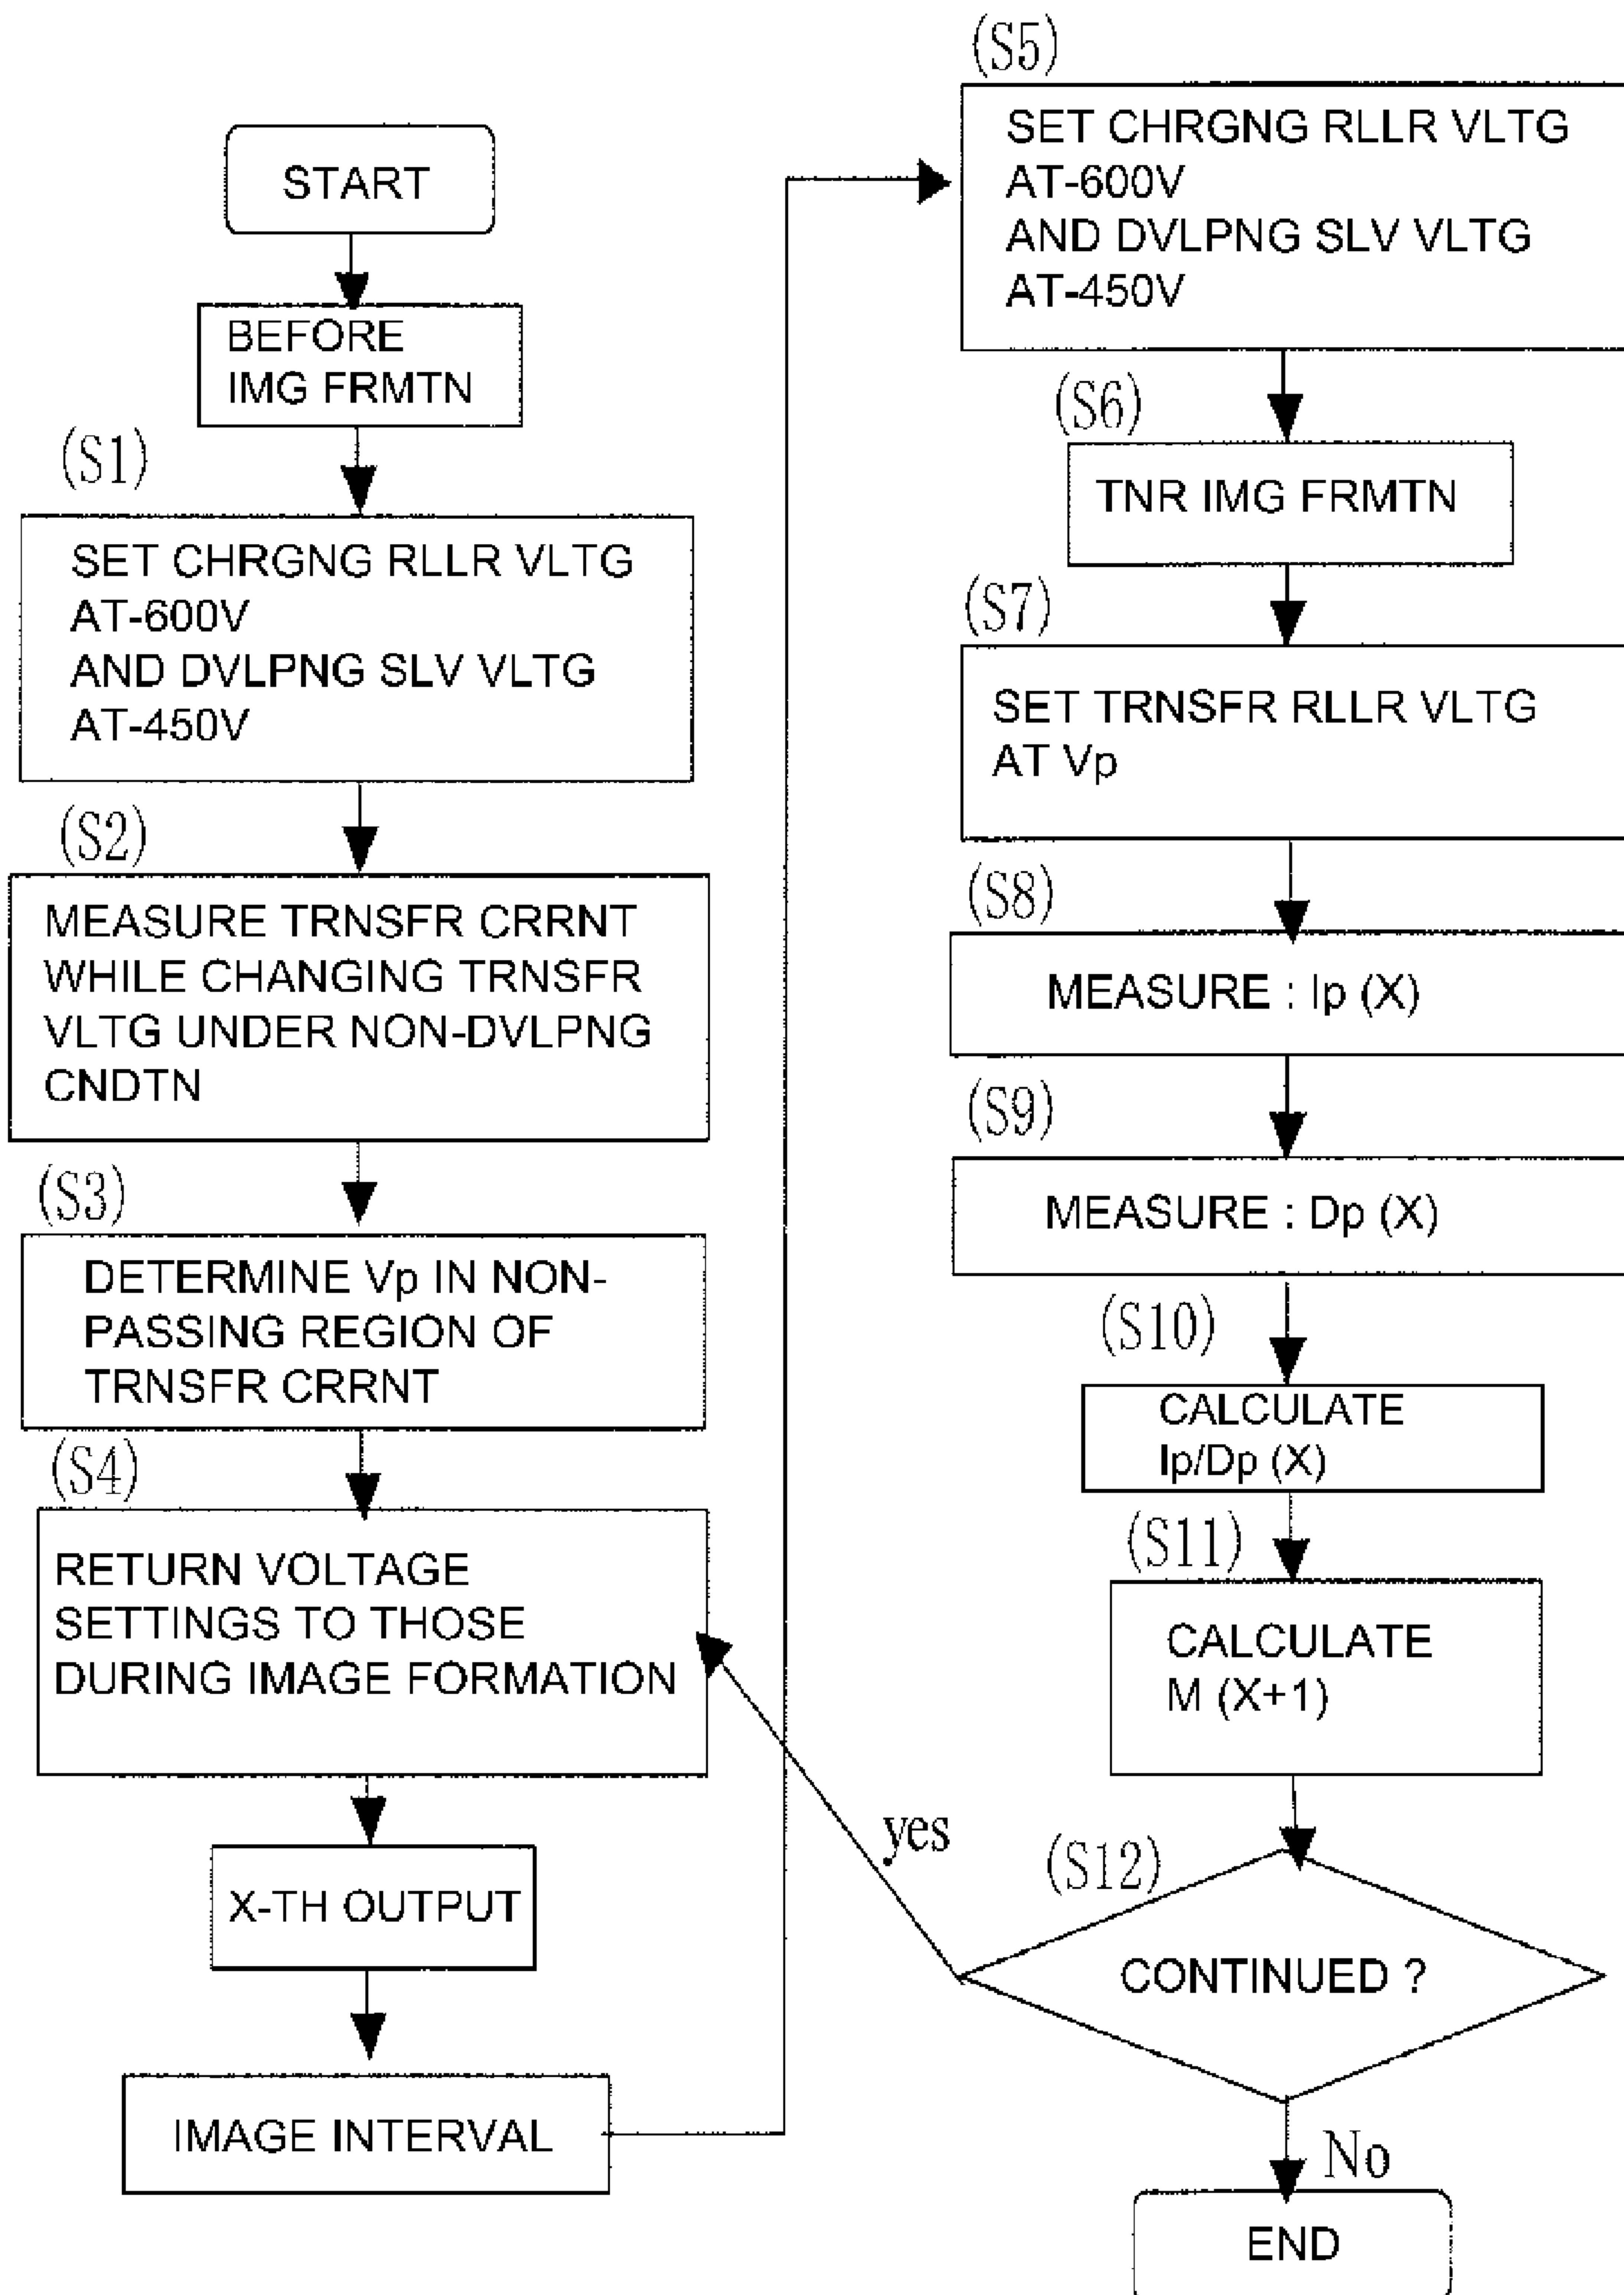 START
BEFORE
IMG FRMTN
(S1)
SET CHRGNG RLLR VLTG
AT-600V
AND DVLPNG SLV VLTG
AT-450V
(S2)
MEASURE TRNSFR CRRNT
WHILE CHANGING TRNSFR
VLTG UNDER NON-DVLPNG
CNDTN
(S3)
DETERMINE Vp IN NON-
PASSING REGION OF
TRNSFR CRRNT
(S4)
RETURN VOLTAGE
SETTINGS TO THOSE
DURING IMAGE FORMATION
X-TH OUTPUT
IMAGE INTERVAL
(S5)
SET CHRGNG RLLR VLTG
AT-600V
AND DVLPNG SLV VLTG
AT-450V
(S6)
TNR IMG FRMTN
(S7)
SET TRNSFR RLLR VLTG
AT Vp
(S8)
MEASURE : Ip (X)
(S9)
MEASURE : Dp (X)
(S10)
CALCULATE
Ip/Dp (X)
(S11)
CALCULATE
M (X+1)
(S12)
CONTINUED ?
yes
No
END